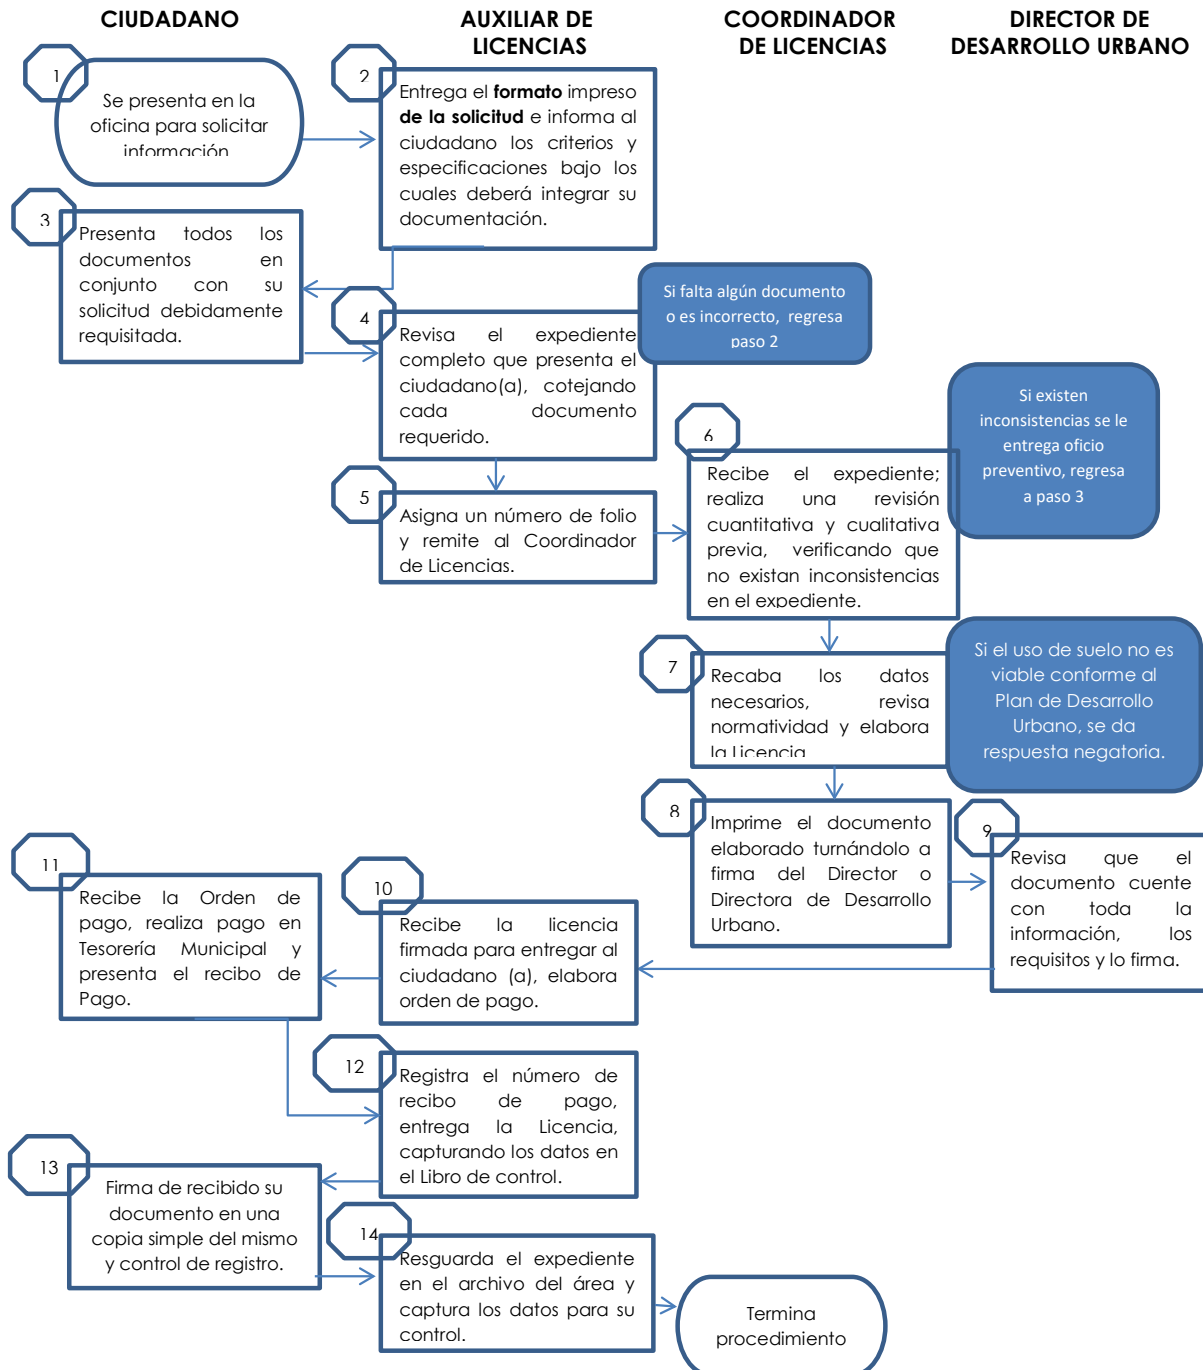 CIUDADANO
AUXILIAR DE
LICENCIAS
COORDINADOR
DE LICENCIAS
DIRECTOR DE
DESARROLLO URBANO
1
Se presenta en la
oficina para solicitar
información
2
Entrega el formato impreso
de la solicitud e informa al
ciudadano los criterios y
especificaciones bajo los
cuales deberá integrar su
documentación.
3
Presenta todos los
documentos en
conjunto con su
solicitud debidamente
requisitada.
4
Revisa el expediente
completo que presenta el
ciudadano(a), cotejando
cada documento
requerido.
Si falta algún documento
o es incorrecto, regresa
paso 2
5
Asigna un número de folio
y remite al Coordinador
de Licencias.
6
Recibe el expediente;
realiza una revisión
cuantitativa y cualitativa
previa, verificando que
no existan inconsistencias
en el expediente.
Si existen
inconsistencias se le
entrega oficio
preventivo, regresa
a paso 3
7
Recaba los datos
necesarios, revisa
normatividad y elabora
la Licencia
Si el uso de suelo no es
viable conforme al
Plan de Desarrollo
Urbano, se da
respuesta negatoria.
8
Imprime el documento
elaborado turnándolo a
firma del Director o
Directora de Desarrollo
Urbano.
9
Revisa que el
documento cuente
con toda la
información, los
requisitos y lo firma.
10
Recibe la licencia
firmada para entregar al
ciudadano (a), elabora
orden de pago.
11
Recibe la Orden de
pago, realiza pago en
Tesorería Municipal y
presenta el recibo de
Pago.
12
Registra el número de
recibo de pago,
entrega la Licencia,
capturando los datos en
el Libro de control.
13
Firma de recibido su
documento en una
copia simple del mismo
y control de registro.
14
Resguarda el expediente
en el archivo del área y
captura los datos para su
control.
Termina
procedimiento